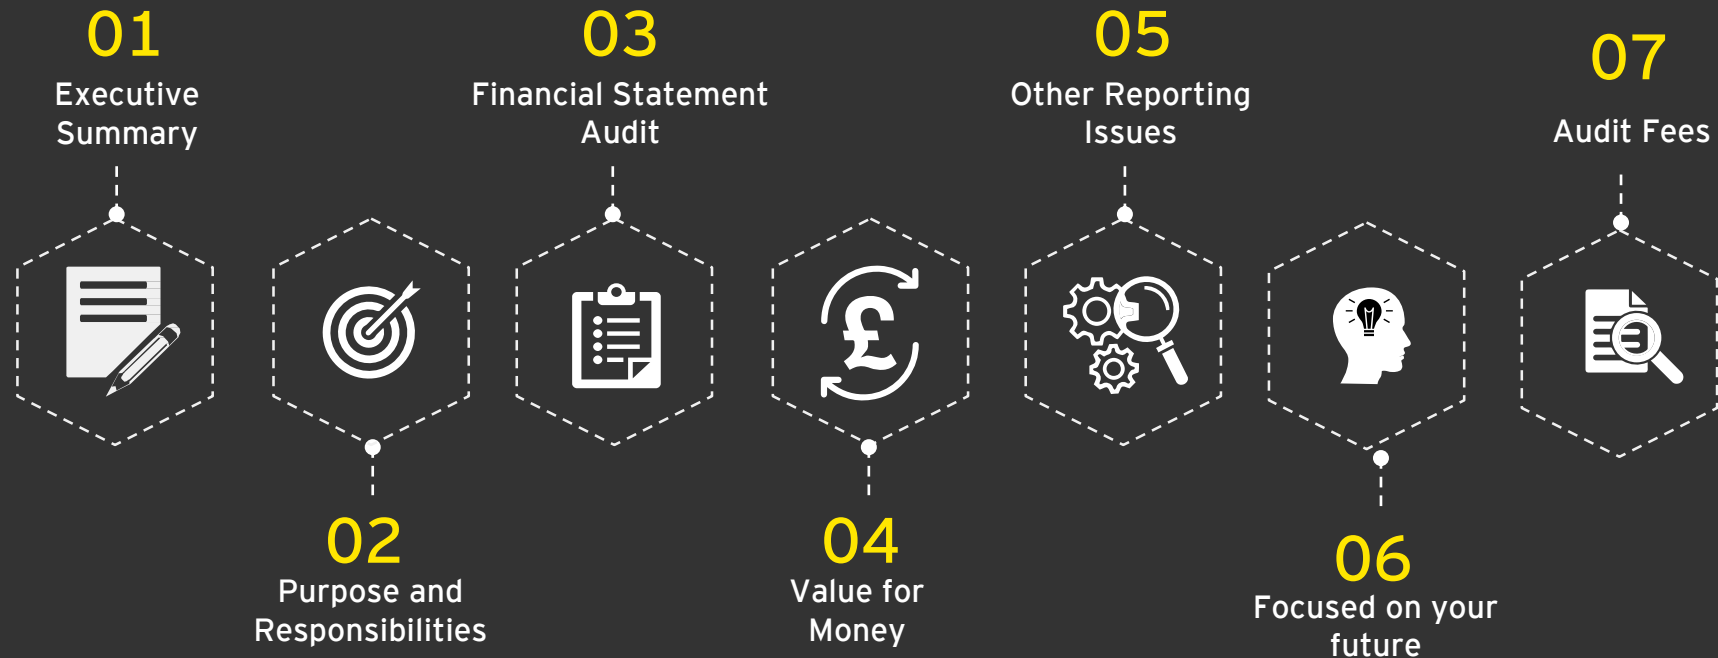 01
Executive
Summary
02
Purpose and
Responsibilities
03
Financial Statement
Audit
04
Value for
Money
05
Other Reporting
Issues
06
Focused on your
future
07
Audit Fees